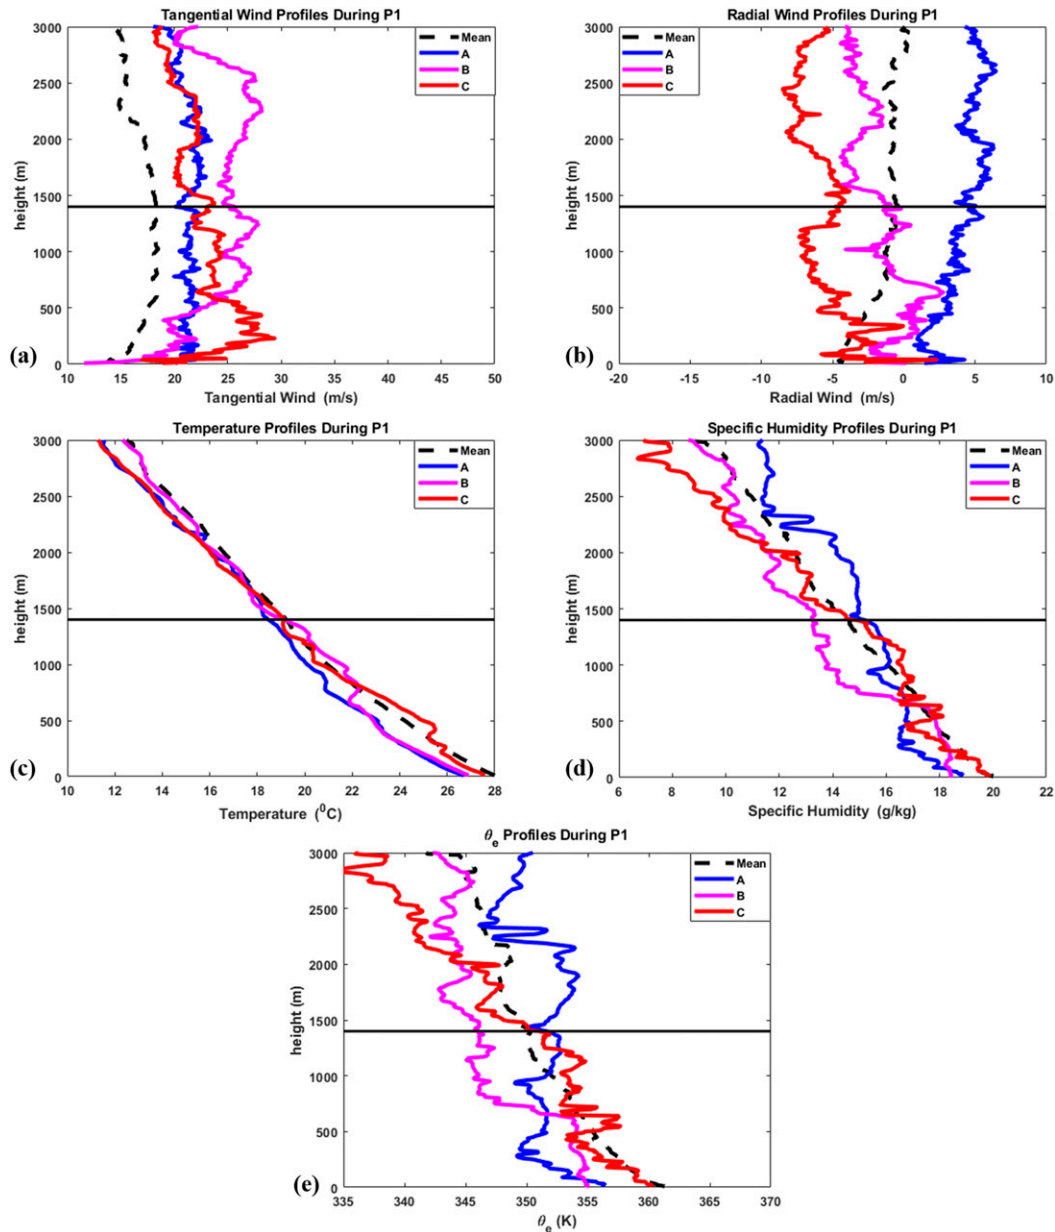 Tangential Wind Profiles During P1
3000
2500
2000
1500
1000
500
0
height (m)
Mean
A
B
C
(a)
10 15 20 25 30 35 40 45 50
Tangential Wind (m/s)
Radial Wind Profiles During P1
3000
2500
2000
1500
1000
500
0
height (m)
Mean
A
B
C
(b)
-20 -15 -10 -5 0 5 10
Radial Wind m/s
Temperature Profiles During P1
3000
2500
2000
1500
1000
500
0
height (m)
Mean
A
B
C
(c)
10 12 14 16 18 20 22 24 26 28
Temperature (⁰C)
Specific Humidity Profiles During P1
3000
2500
2000
1500
1000
500
0
height (m)
Mean
A
B
C
(d)
6 8 10 12 14 16 18 20 22
Specific Humidity (g/kg)
θe Profiles During P1
3000
2500
2000
1500
1000
500
0
height (m)
Mean
A
B
C
(e)
335 340 345 350 355 360 365 370
θe (K)